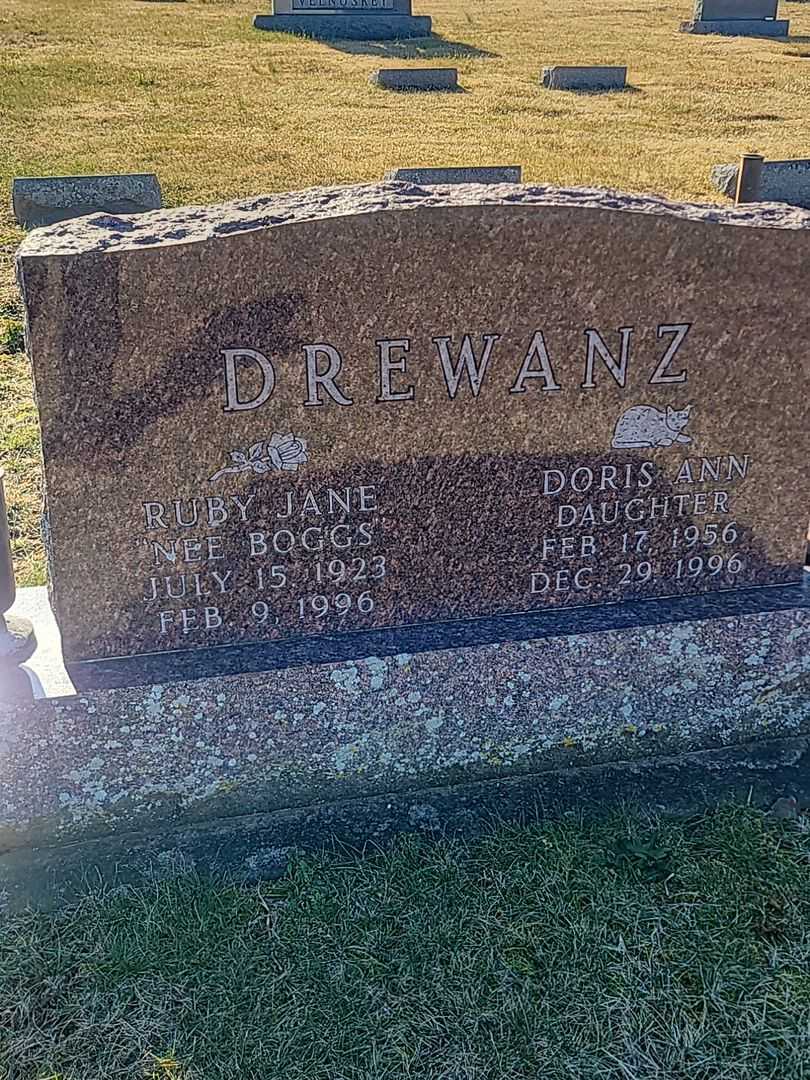 VELNOSKEY
DREWANZ
RUBY JANE
NEE BOGGS
JULY 15, 1923
FEB. 9, 1996
DORIS ANN
DAUGHTER
FEB. 17, 1956
DEC. 29, 1996